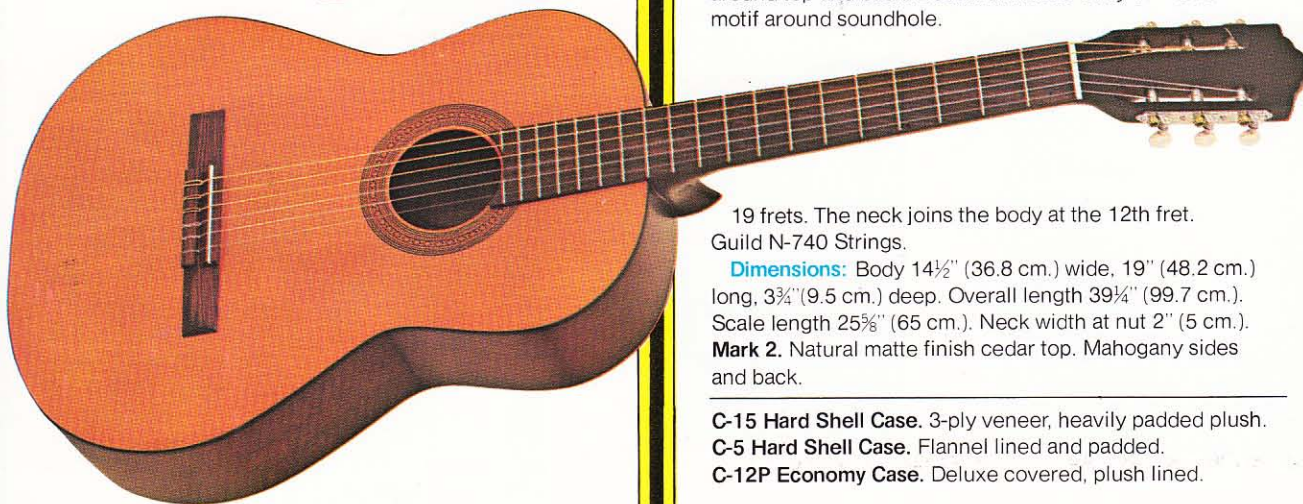 motif around soundhole.
19 frets. The neck joins the body at the 12th fret.
Guild N-740 Strings.
Dimensions: Body 14½" (36.8 cm.) wide, 19" (48.2 cm.)
long, 3¾" (9.5 cm.) deep. Overall length 39¼" (99.7 cm.).
Scale length 25⅝" (65 cm.). Neck width at nut 2" (5 cm.).
Mark 2. Natural matte finish cedar top. Mahogany sides
and back.
C-15 Hard Shell Case. 3-ply veneer, heavily padded plush.
C-5 Hard Shell Case. Flannel lined and padded.
C-12P Economy Case. Deluxe covered, plush lined.